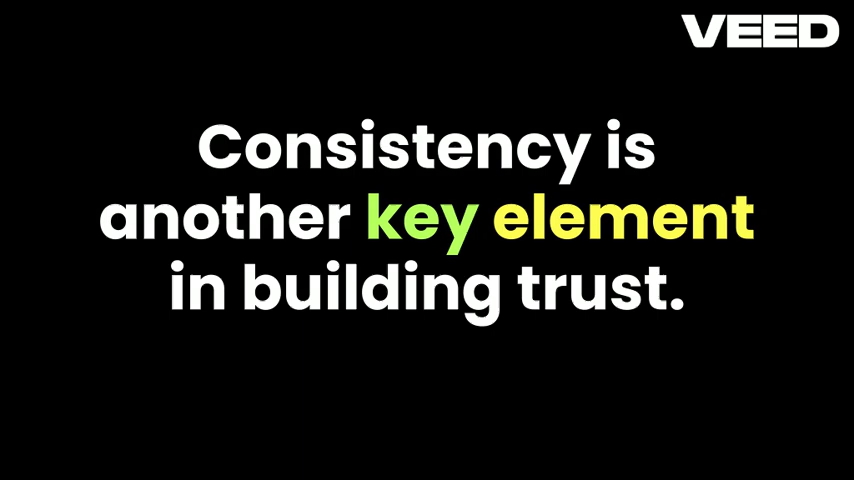 VEED
Consistency is
another key element
in building trust.